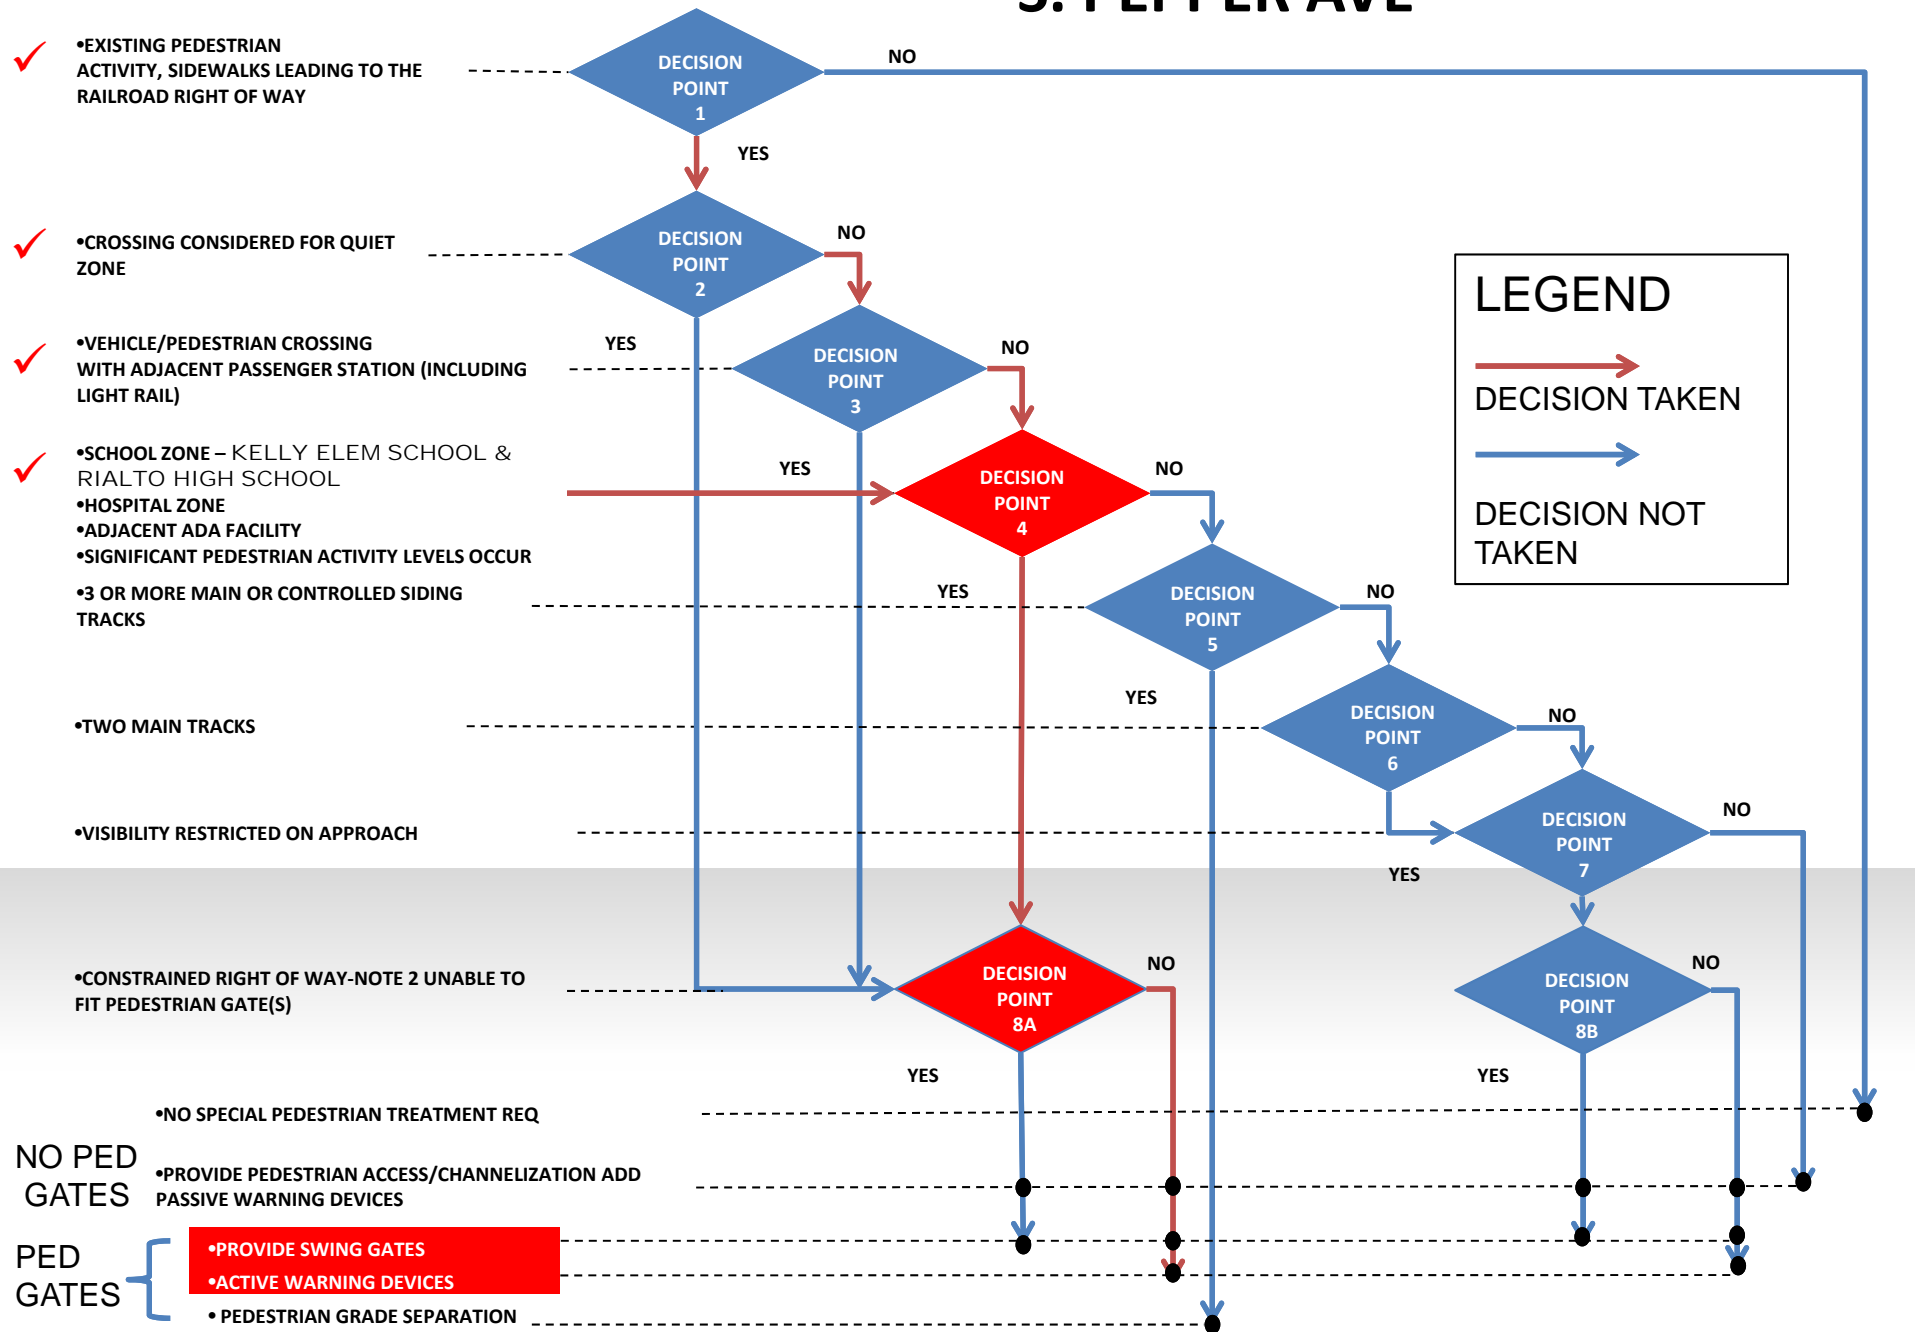 S. PEPPER AVE
•EXISTING PEDESTRIAN
ACTIVITY, SIDEWALKS LEADING TO THE
RAILROAD RIGHT OF WAY
DECISION
POINT
1
NO
YES
•CROSSING CONSIDERED FOR QUIET
ZONE
DECISION
POINT
2
NO
YES
•VEHICLE/PEDESTRIAN CROSSING
WITH ADJACENT PASSENGER STATION (INCLUDING
LIGHT RAIL)
DECISION
POINT
3
NO
YES
•SCHOOL ZONE – KELLY ELEM SCHOOL &
RIALTO HIGH SCHOOL
•HOSPITAL ZONE
•ADJACENT ADA FACILITY
•SIGNIFICANT PEDESTRIAN ACTIVITY LEVELS OCCUR
DECISION
POINT
4
NO
YES
•3 OR MORE MAIN OR CONTROLLED SIDING
TRACKS
DECISION
POINT
5
NO
YES
•TWO MAIN TRACKS
DECISION
POINT
6
NO
YES
•VISIBILITY RESTRICTED ON APPROACH
DECISION
POINT
7
NO
•CONSTRAINED RIGHT OF WAY-NOTE 2 UNABLE TO
FIT PEDESTRIAN GATE(S)
DECISION
POINT
8A
NO
YES
DECISION
POINT
8B
NO
YES
•NO SPECIAL PEDESTRIAN TREATMENT REQ
NO PED
GATES
•PROVIDE PEDESTRIAN ACCESS/CHANNELIZATION ADD
PASSIVE WARNING DEVICES
PED
GATES
•PROVIDE SWING GATES
•ACTIVE WARNING DEVICES
• PEDESTRIAN GRADE SEPARATION
LEGEND
DECISION TAKEN
DECISION NOT
TAKEN